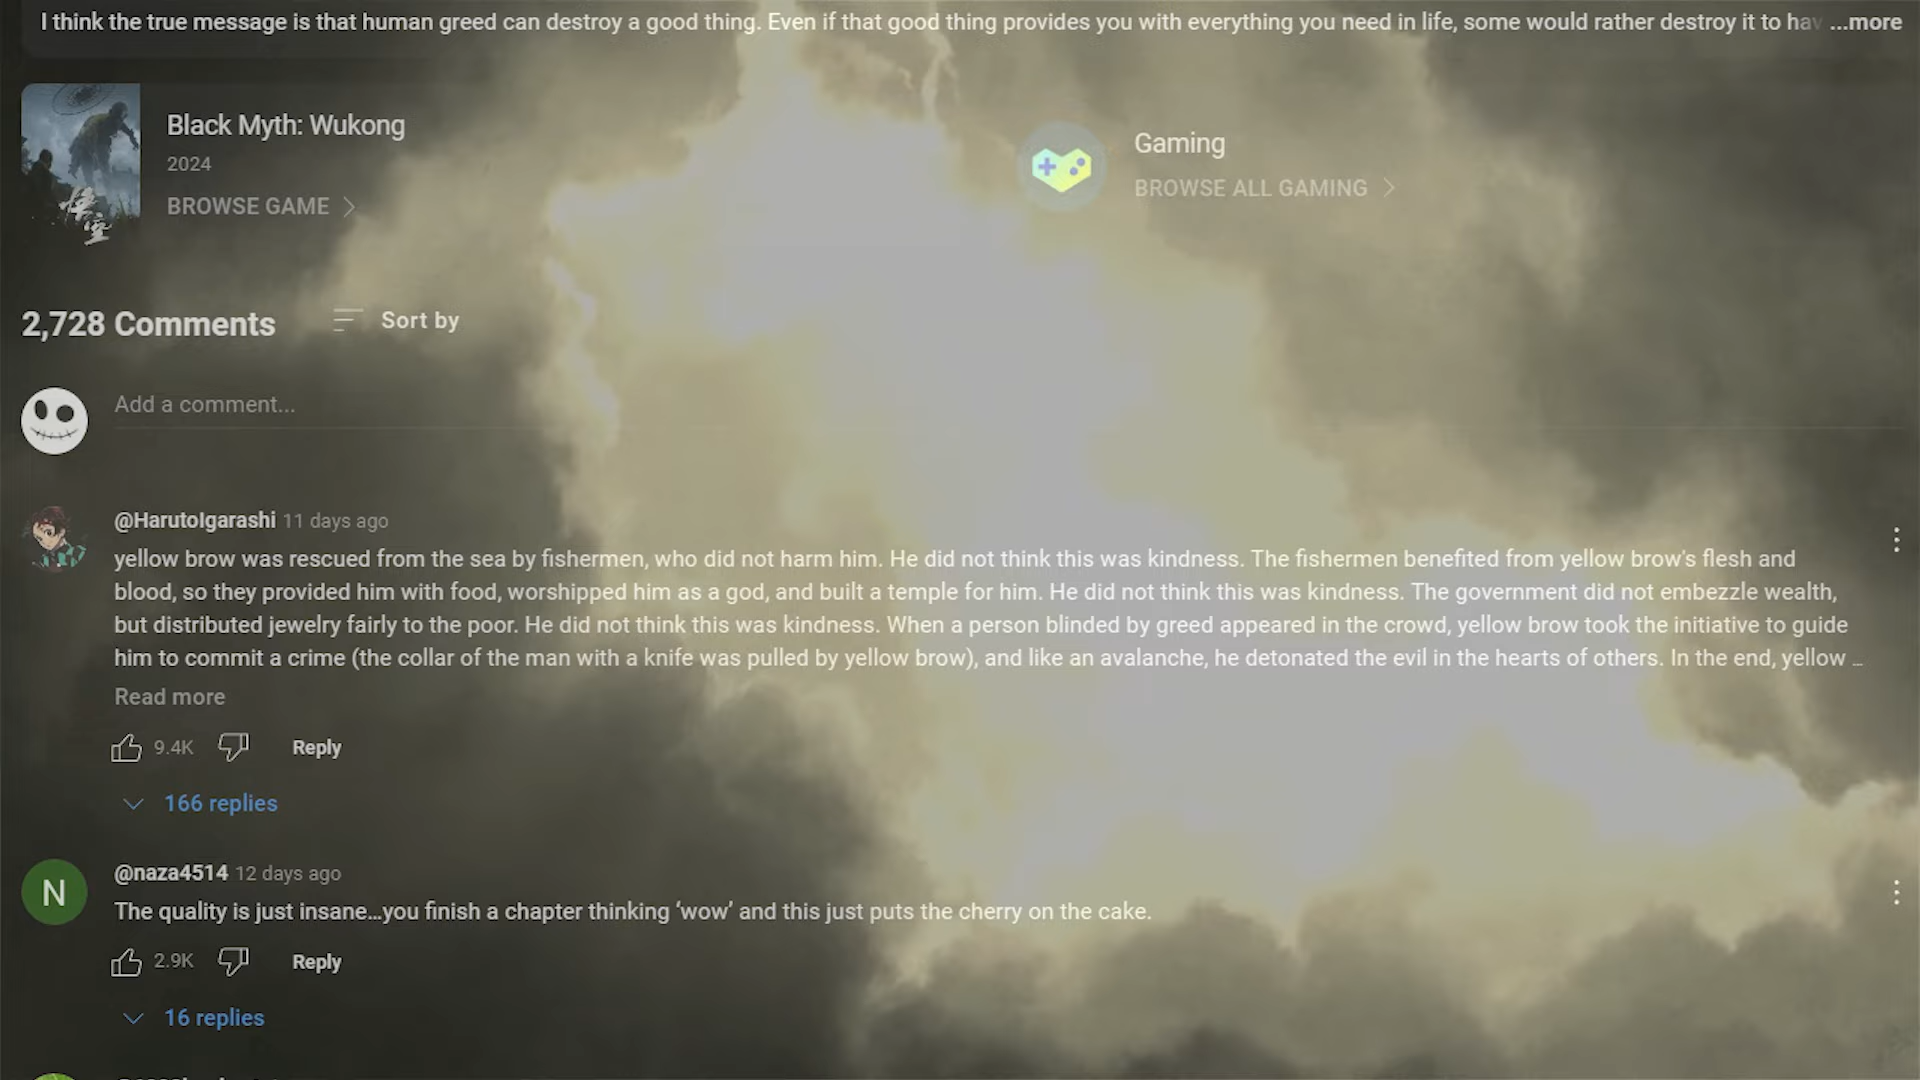 I think the true message is that human greed can destroy a good thing. Even if that good thing provides you with everything you need in life, some would rather destroy it to hav ...more
Black Myth: Wukong
2024
BROWSE GAME
Gaming
BROWSE ALL GAMING
悟
空
2,728 Comments
Sort by
Add a comment...
@HarutoIgarashi 11 days ago
yellow brow was rescued from the sea by fishermen, who did not harm him. He did not think this was kindness. The fishermen benefited from yellow brow's flesh and
blood, so they provided him with food, worshipped him as a god, and built a temple for him. He did not think this was kindness. The government did not embezzle wealth,
but distributed jewelry fairly to the poor. He did not think this was kindness. When a person blinded by greed appeared in the crowd, yellow brow took the initiative to guide
him to commit a crime (the collar of the man with a knife was pulled by yellow brow), and like an avalanche, he detonated the evil in the hearts of others. In the end, yellow ...
Read more
9.4K Reply
166 replies
N
@naza4514 12 days ago
The quality is just insane...you finish a chapter thinking ‘wow’ and this just puts the cherry on the cake.
2.9K Reply
16 replies